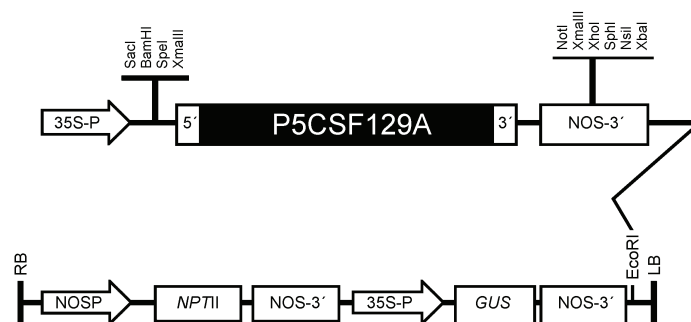 SacI
BamHI
SpeI
XmaIII
NotI
XmaIII
XhoI
SphI
NsiI
XbaI
35S-P
5´
P5CSF129A
3´
NOS-3´
RB
NOSP
NPTII
NOS-3´
35S-P
GUS
NOS-3´
EcoRI
LB